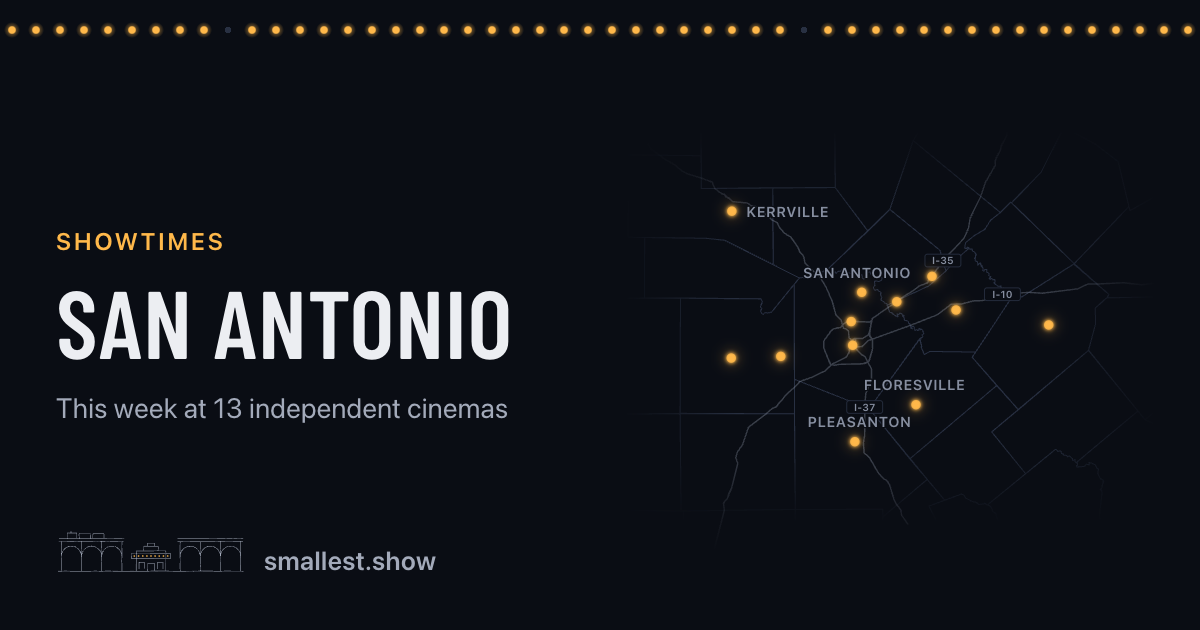 SHOWTIMES
SAN ANTONIO
This week at 13 independent cinemas
smallest.show
KERRVILLE
SAN ANTONIO
I-35
I-10
FLORESVILLE
I-37
PLEASANTON